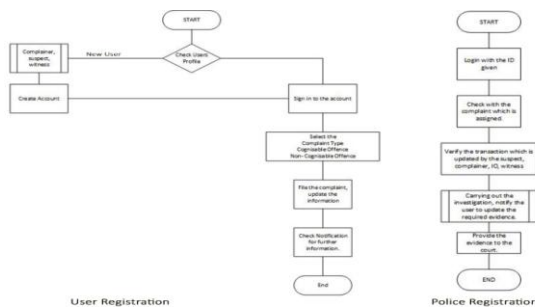 START
Check Users
Profile
New User
Complainer,
suspect,
witness
Create Account
Sign in to the account
Select the
Complaint Type
Cognisable Offence
Non-Cognisable Offence
File the complaint,
update the
information
Check Notification
for further
information.
End
User Registration
START
Login with the ID
given
Check with the
complaint which is
assigned.
Verify the transaction which is
updated by the suspect,
complainer, IO, witness
Carrying out the
investigation, notify the
user to update the
required evidence.
Provide the
evidence to the
court.
END
Police Registration